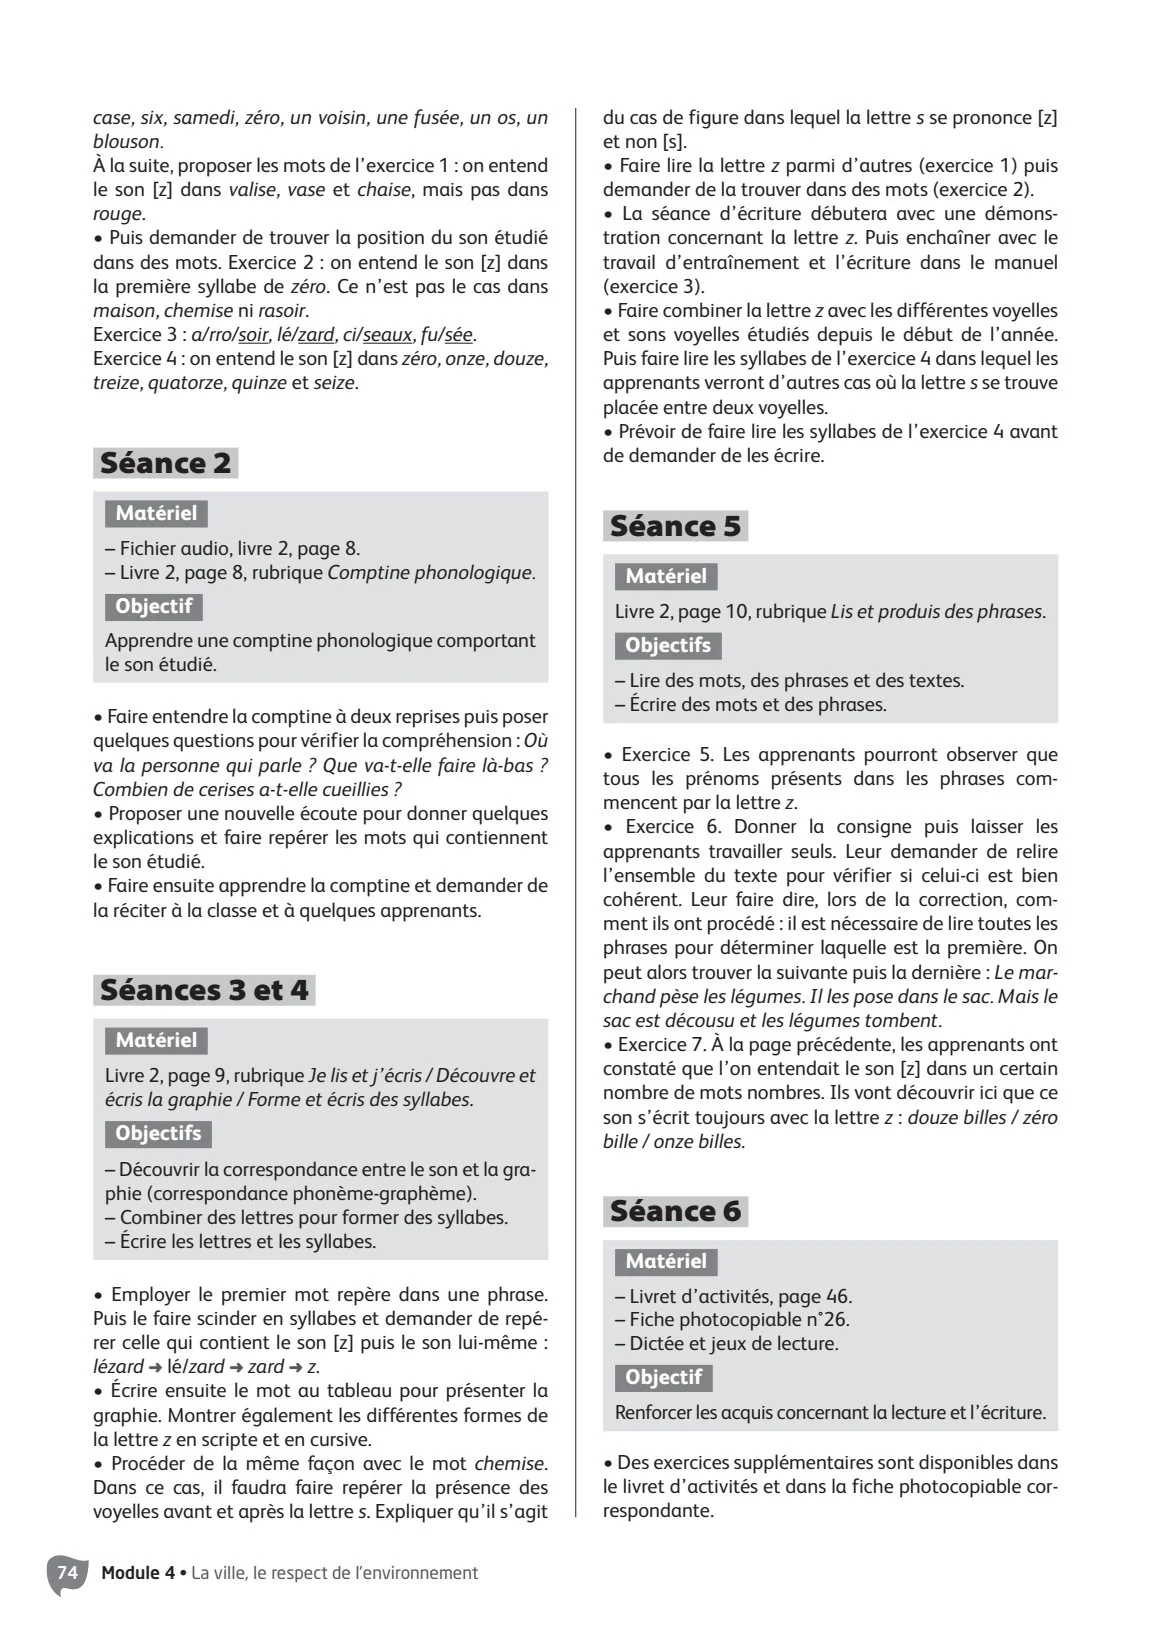 case, six, samedi, zéro, un voisin, une fusée, un os, un
blouson.
À la suite, proposer les mots de l’exercice 1 : on entend
le son [z] dans valise, vase et chaise, mais pas dans
rouge.
• Puis demander de trouver la position du son étudié
dans des mots. Exercice 2 : on entend le son [z] dans
la première syllabe de zéro. Ce n’est pas le cas dans
maison, chemise ni rasoir.
Exercice 3 : a/rro/soir, lé/zard, ci/seaux, fu/sée.
Exercice 4 : on entend le son [z] dans zéro, onze, douze,
treize, quatorze, quinze et seize.
Séance 2
Matériel
– Fichier audio, livre 2, page 8.
– Livre 2, page 8, rubrique Comptine phonologique.
Objectif
Apprendre une comptine phonologique comportant
le son étudié.
• Faire entendre la comptine à deux reprises puis poser
quelques questions pour vérifier la compréhension : Où
va la personne qui parle ? Que va-t-elle faire là-bas ?
Combien de cerises a-t-elle cueillies ?
• Proposer une nouvelle écoute pour donner quelques
explications et faire repérer les mots qui contiennent
le son étudié.
• Faire ensuite apprendre la comptine et demander de
la réciter à la classe et à quelques apprenants.
Séances 3 et 4
Matériel
Livre 2, page 9, rubrique Je lis et j’écris / Découvre et
écris la graphie / Forme et écris des syllabes.
Objectifs
– Découvrir la correspondance entre le son et la gra-
phie (correspondance phonème-graphème).
– Combiner des lettres pour former des syllabes.
– Écrire les lettres et les syllabes.
• Employer le premier mot repère dans une phrase.
Puis le faire scinder en syllabes et demander de repé-
rer celle qui contient le son [z] puis le son lui-même :
lézard ➜ lé/zard ➜ zard ➜ z.
• Écrire ensuite le mot au tableau pour présenter la
graphie. Montrer également les différentes formes de
la lettre z en scripte et en cursive.
• Procéder de la même façon avec le mot chemise.
Dans ce cas, il faudra faire repérer la présence des
voyelles avant et après la lettre s. Expliquer qu’il s’agit
du cas de figure dans lequel la lettre s se prononce [z]
et non [s].
• Faire lire la lettre z parmi d’autres (exercice 1) puis
demander de la trouver dans des mots (exercice 2).
• La séance d’écriture débutera avec une démons-
tration concernant la lettre z. Puis enchaîner avec le
travail d’entraînement et l’écriture dans le manuel
(exercice 3).
• Faire combiner la lettre z avec les différentes voyelles
et sons voyelles étudiés depuis le début de l’année.
Puis faire lire les syllabes de l’exercice 4 dans lequel les
apprenants verront d’autres cas où la lettre s se trouve
placée entre deux voyelles.
• Prévoir de faire lire les syllabes de l’exercice 4 avant
de demander de les écrire.
Séance 5
Matériel
Livre 2, page 10, rubrique Lis et produis des phrases.
Objectifs
– Lire des mots, des phrases et des textes.
– Écrire des mots et des phrases.
• Exercice 5. Les apprenants pourront observer que
tous les prénoms présents dans les phrases com-
mencent par la lettre z.
• Exercice 6. Donner la consigne puis laisser les
apprenants travailler seuls. Leur demander de relire
l’ensemble du texte pour vérifier si celui-ci est bien
cohérent. Leur faire dire, lors de la correction, com-
ment ils ont procédé : il est nécessaire de lire toutes les
phrases pour déterminer laquelle est la première. On
peut alors trouver la suivante puis la dernière : Le mar-
chand pèse les légumes. Il les pose dans le sac. Mais le
sac est décousu et les légumes tombent.
• Exercice 7. À la page précédente, les apprenants ont
constaté que l’on entendait le son [z] dans un certain
nombre de mots nombres. Ils vont découvrir ici que ce
son s’écrit toujours avec la lettre z : douze billes / zéro
bille / onze billes.
Séance 6
Matériel
– Livret d’activités, page 46.
– Fiche photocopiable n°26.
– Dictée et jeux de lecture.
Objectif
Renforcer les acquis concernant la lecture et l’écriture.
• Des exercices supplémentaires sont disponibles dans
le livret d’activités et dans la fiche photocopiable cor-
respondante.
74 Module 4 • La ville, le respect de l’environnement